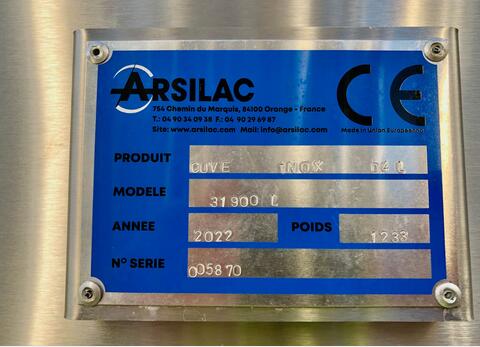 ARSILAC
754 Chemin du Marquis, 84100 Orange - France
T.: 04 90 34 09 38 F.: 04 90 29 69 87
Site: www.arsilac.com Mail: info@arsilac.com
CE
Made in Union Européenne
PRODUIT CUVE INOX
MODELE 31900 L
ANNEE 2022 POIDS 1233
N° SERIE 005870